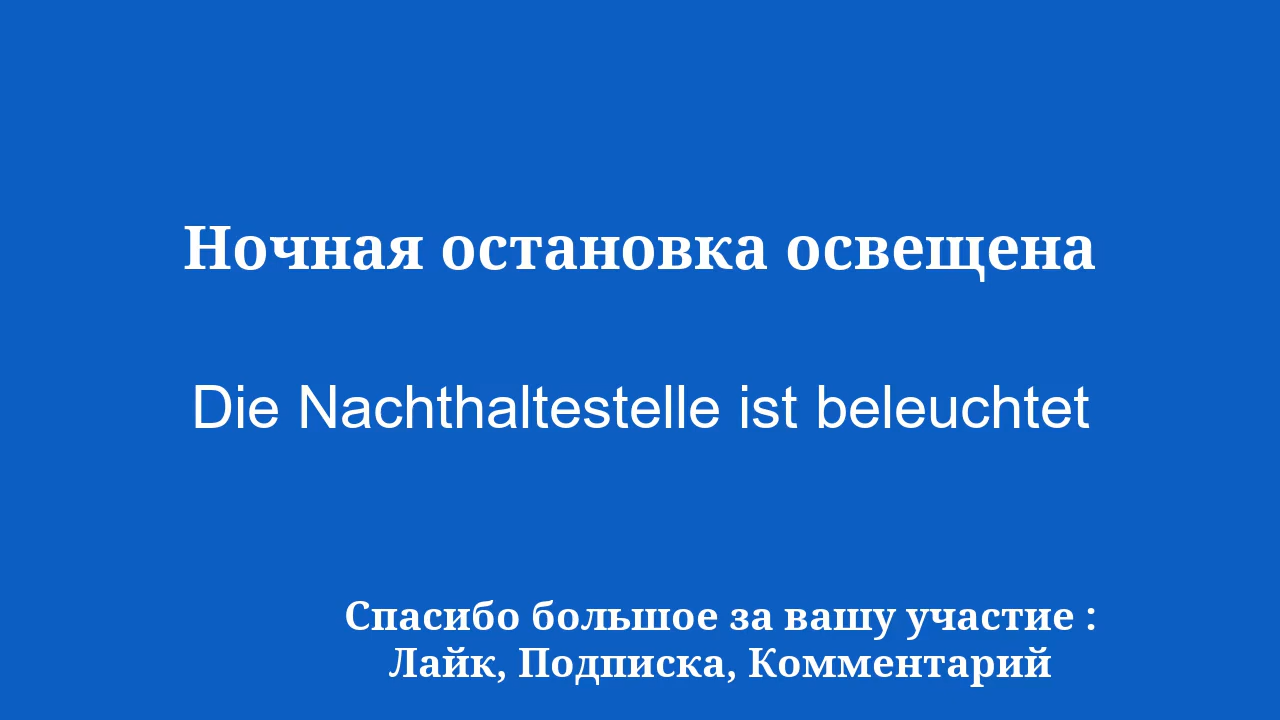 Ночная остановка освещена
Die Nachthaltestelle ist beleuchtet
Спасибо большое за вашу участие :
Лайк, Подписка, Комментарий